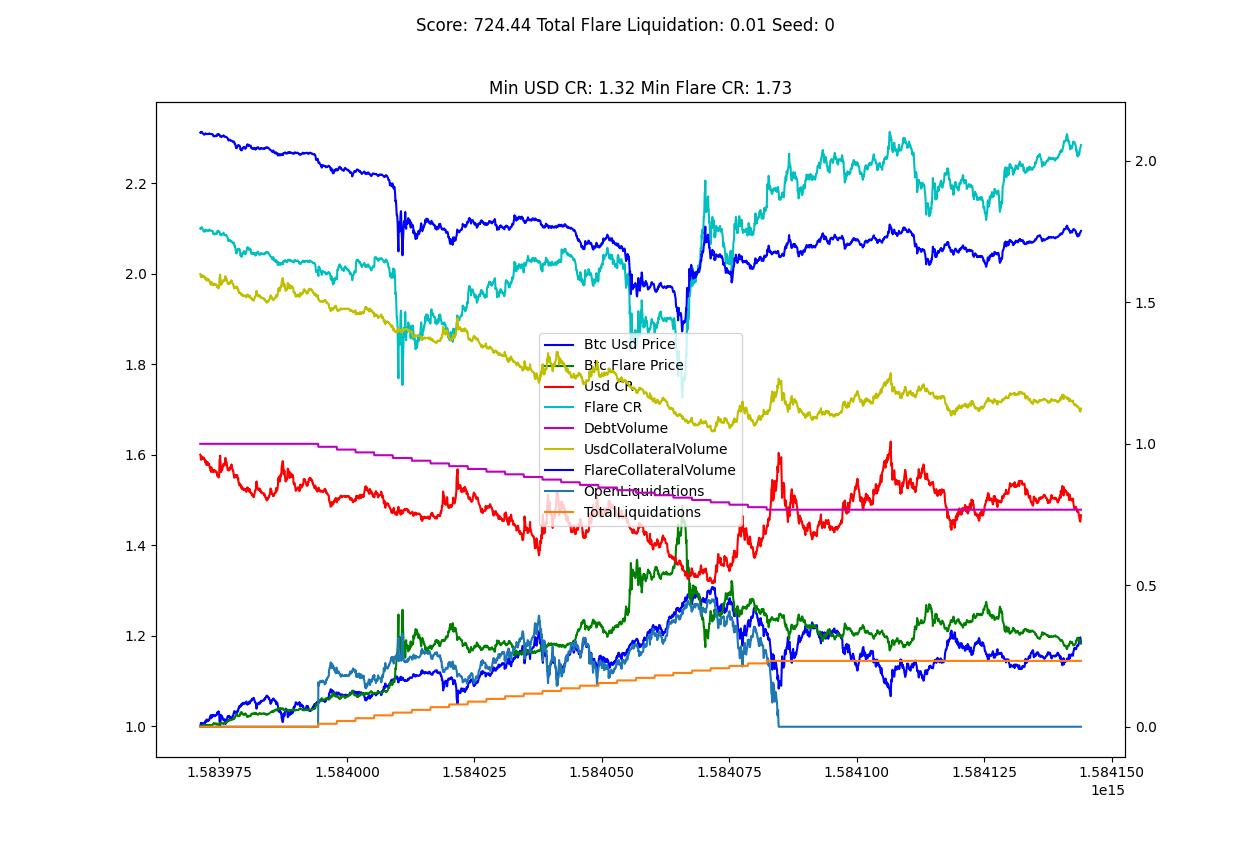 Score: 724.44 Total Flare Liquidation: 0.01 Seed: 0
Min USD CR: 1.32 Min Flare CR: 1.73
2.2
2.0
1.8
1.6
1.4
1.2
1.0
2.0
1.5
1.0
0.5
0.0
Btc Usd Price
Btc Flare Price
Usd CR
Flare CR
DebtVolume
UsdCollateralVolume
FlareCollateralVolume
OpenLiquidations
TotalLiquidations
1.583975 1.584000 1.584025 1.584050 1.584075 1.584100 1.584125 1.584150
1e15